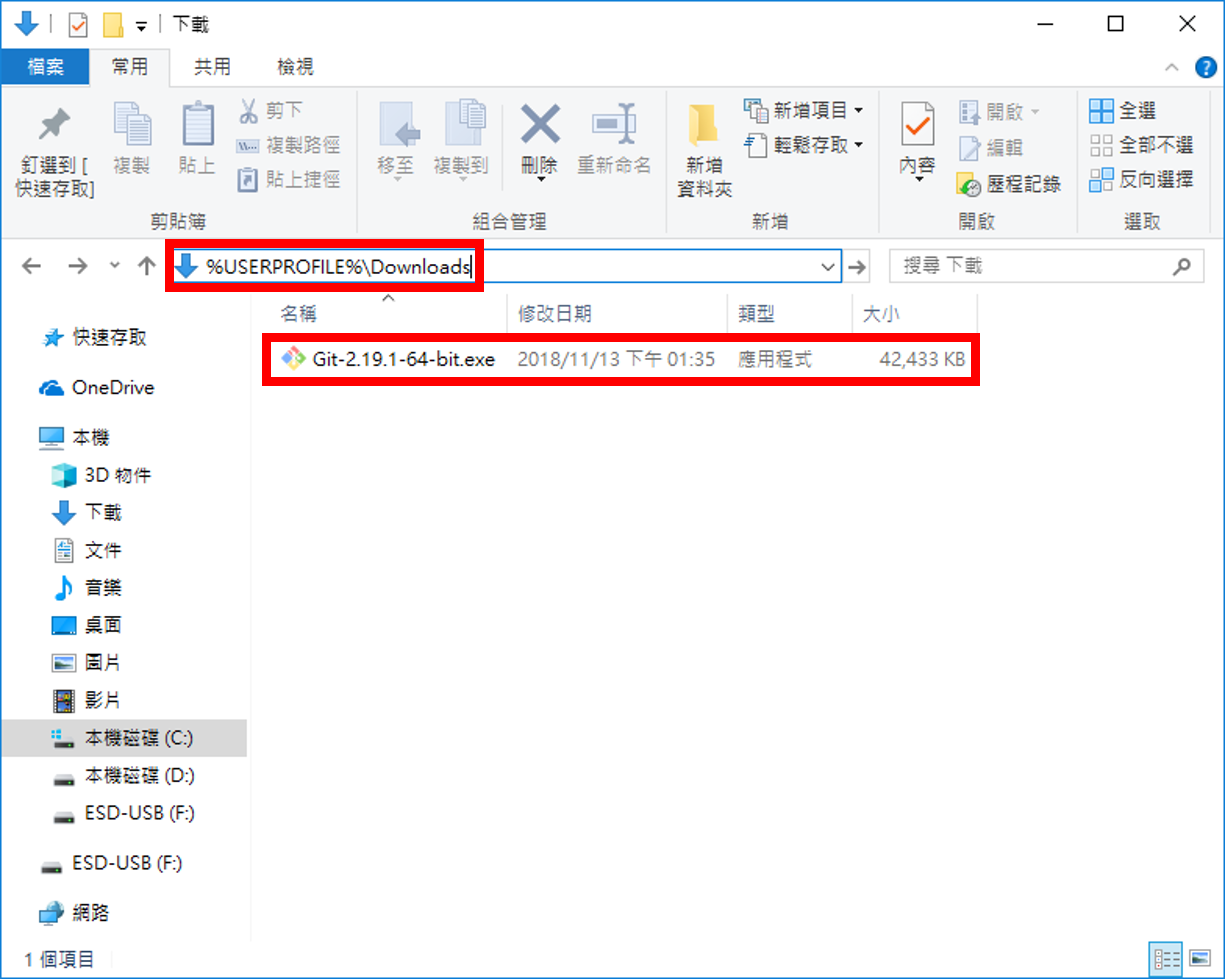 下載
檔案 常用 共用 檢視
釘選到 [
快速存取]
複製
貼上
剪下
複製路徑
貼上捷徑
剪貼簿
移至
複製到
刪除
重新命名
組合管理
新增
資料夾
新增項目
輕鬆存取
新增
內容
開啟
編輯
歷程記錄
開啟
全選
全部不選
反向選擇
選取
%USERPROFILE%\Downloads
搜尋 下載
名稱 修改日期 類型 大小
Git-2.19.1-64-bit.exe 2018/11/13 下午 01:35 應用程式 42,433 KB
快速存取
OneDrive
本機
3D 物件
下載
文件
音樂
桌面
圖片
影片
本機磁碟 (C:)
本機磁碟 (D:)
ESD-USB (F:)
ESD-USB (F:)
網路
1 個項目